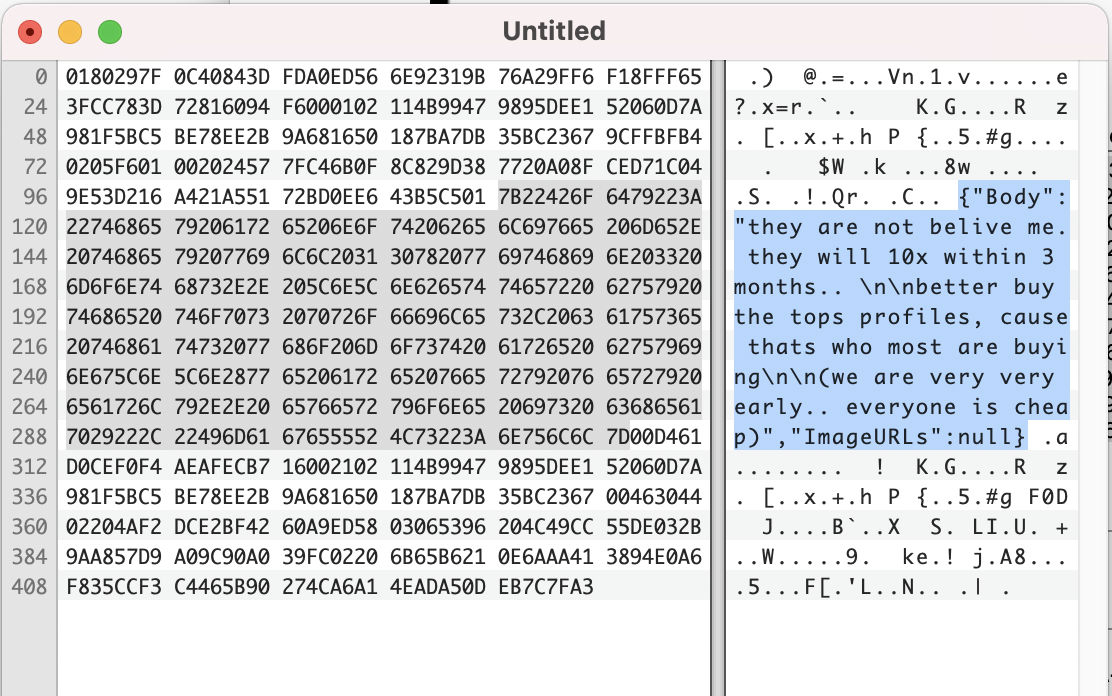 Untitled
0 0180297F 0C40843D FDA0ED56 6E92319B 76A29FF6 F18FFF65 .) @.=...Vn.1.v......e
24 3FCC783D 72816094 F6000102 114B9947 9895DEE1 52060D7A ?.x=r.`.. K.G....R z
48 981F5BC5 BE78EE2B 9A681650 187BA7DB 35BC2367 9CFFBFB4 . [..x.+.h P {..5.#g....
72 0205F601 00202457 7FC46B0F 8C829D38 7720A08F CED71C04 . $W .k ...8w ....
96 9E53D216 A421A551 72BD0EE6 43B5C501 7B22426F 6479223A .S. .!.Qr. .C.. {"Body":
120 22746865 79206172 65206E6F 74206265 6C697665 206D652E "they are not belive me.
144 20746865 79207769 6C6C2031 30782077 69746869 6E203320 they will 10x within 3
168 6D6F6E74 68732E2E 205C6E5C 6E626574 74657220 62757920 months.. \n\nbetter buy
192 74686520 746F7073 2070726F 66696C65 732C2063 61757365 the tops profiles, cause
216 20746861 74732077 686F206D 6F737420 61726520 62757969 thats who most are buyi
240 6E675C6E 5C6E2877 65206172 65207665 72792076 65727920 ng\n\n(we are very very
264 6561726C 792E2E20 65766572 796F6E65 20697320 63686561 early.. everyone is chea
288 7029222C 22496D61 67655552 4C73223A 6E756C6C 7D00D461 p)","ImageURLs":null} .a
312 D0CEF0F4 AEAFECB7 16002102 114B9947 9895DEE1 52060D7A ........ ! K.G....R z
336 981F5BC5 BE78EE2B 9A681650 187BA7DB 35BC2367 00463044 . [..x.+.h P {..5.#g F0D
360 02204AF2 DCE2BF42 60A9ED58 03065396 204C49CC 55DE032B J....B`..X S. LI.U. +
384 9AA857D9 A09C90A0 39FC0220 6B65B621 0E6AAA41 3894E0A6 ..W.....9. ke.! j.A8...
408 F835CCF3 C4465B90 274CA6A1 4EADA50D EB7C7FA3 .5...F[.'L..N.. .| .